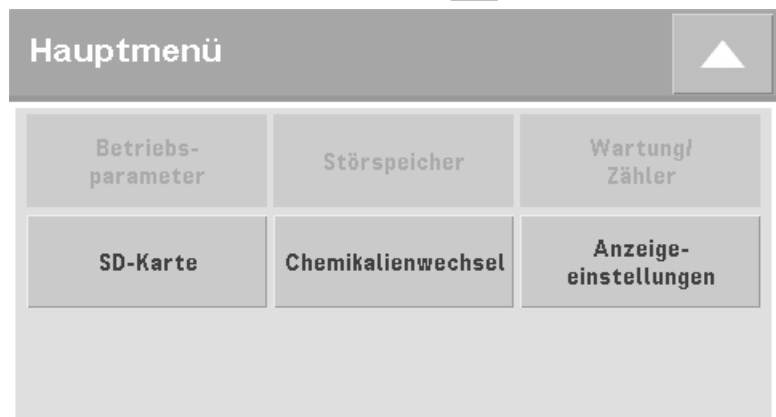 Hauptmenü
Betriebs-
parameter
Störspeicher
Wartung/
Zähler
SD-Karte
Chemikalienwechsel
Anzeige-
einstellungen